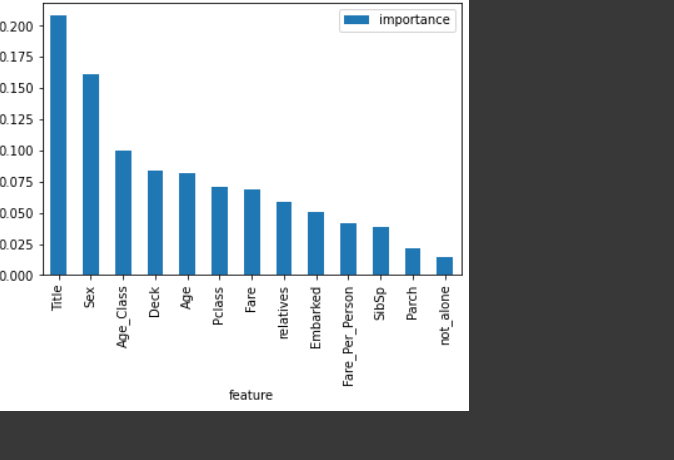 importance
0.200
0.175
0.150
0.125
0.100
0.075
0.050
0.025
0.000
Title
Sex
Age_Class
Deck
Age
Pclass
Fare
relatives
Embarked
Fare_Per_Person
SibSp
Parch
not_alone
feature